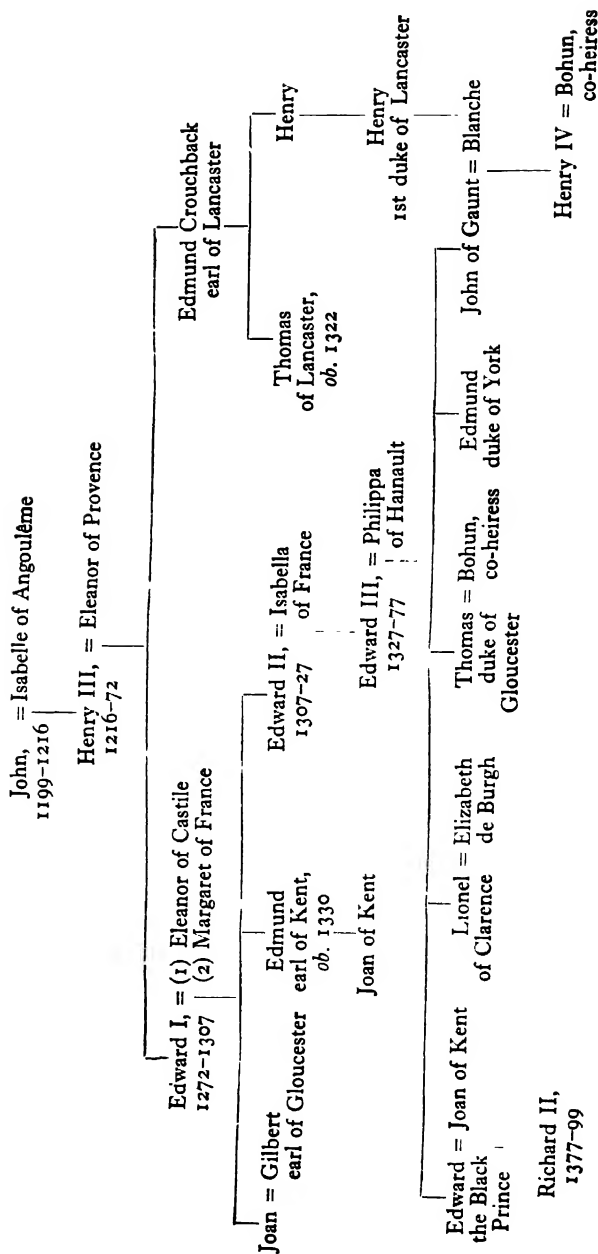 John, = Isabelle of Angoulême
1199–1216
Henry III, = Eleanor of Provence
1216–72
Edward I, = (1) Eleanor of Castile
1272–1307 (2) Margaret of France
Edmund Crouchback
earl of Lancaster
Joan = Gilbert
earl of Gloucester
Edmund
earl of Kent,
ob. 1330
Edward II, = Isabella
1307–27 of France
Thomas
of Lancaster,
ob. 1322
Henry
Joan of Kent
Edward III, = Philippa
1327–77 of Hainault
Henry
1st duke of Lancaster
Edward = Joan of Kent
the Black
Prince
Lionel = Elizabeth
of Clarence de Burgh
Thomas = Bohun,
duke of co-heiress
Gloucester
Edmund
duke of York
John of Gaunt = Blanche
Richard II,
1377–99
Henry IV = Bohun,
co-heiress